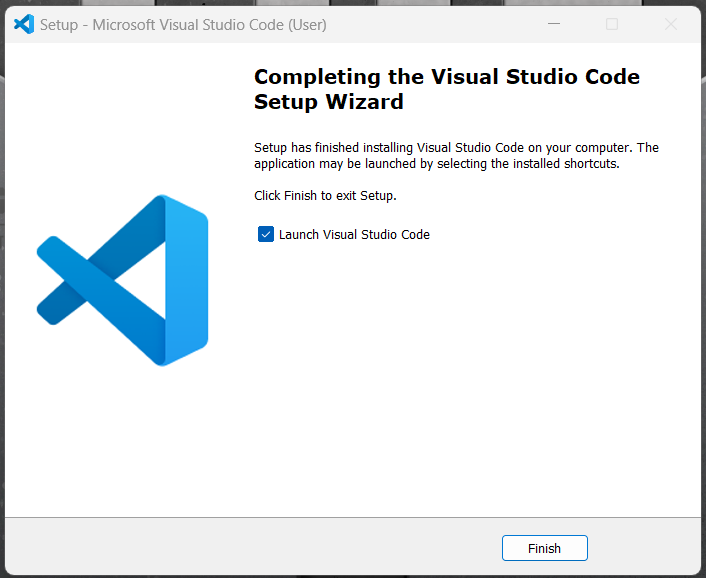 Setup - Microsoft Visual Studio Code (User)
Completing the Visual Studio Code
Setup Wizard
Setup has finished installing Visual Studio Code on your computer. The
application may be launched by selecting the installed shortcuts.
Click Finish to exit Setup.
Launch Visual Studio Code
Finish